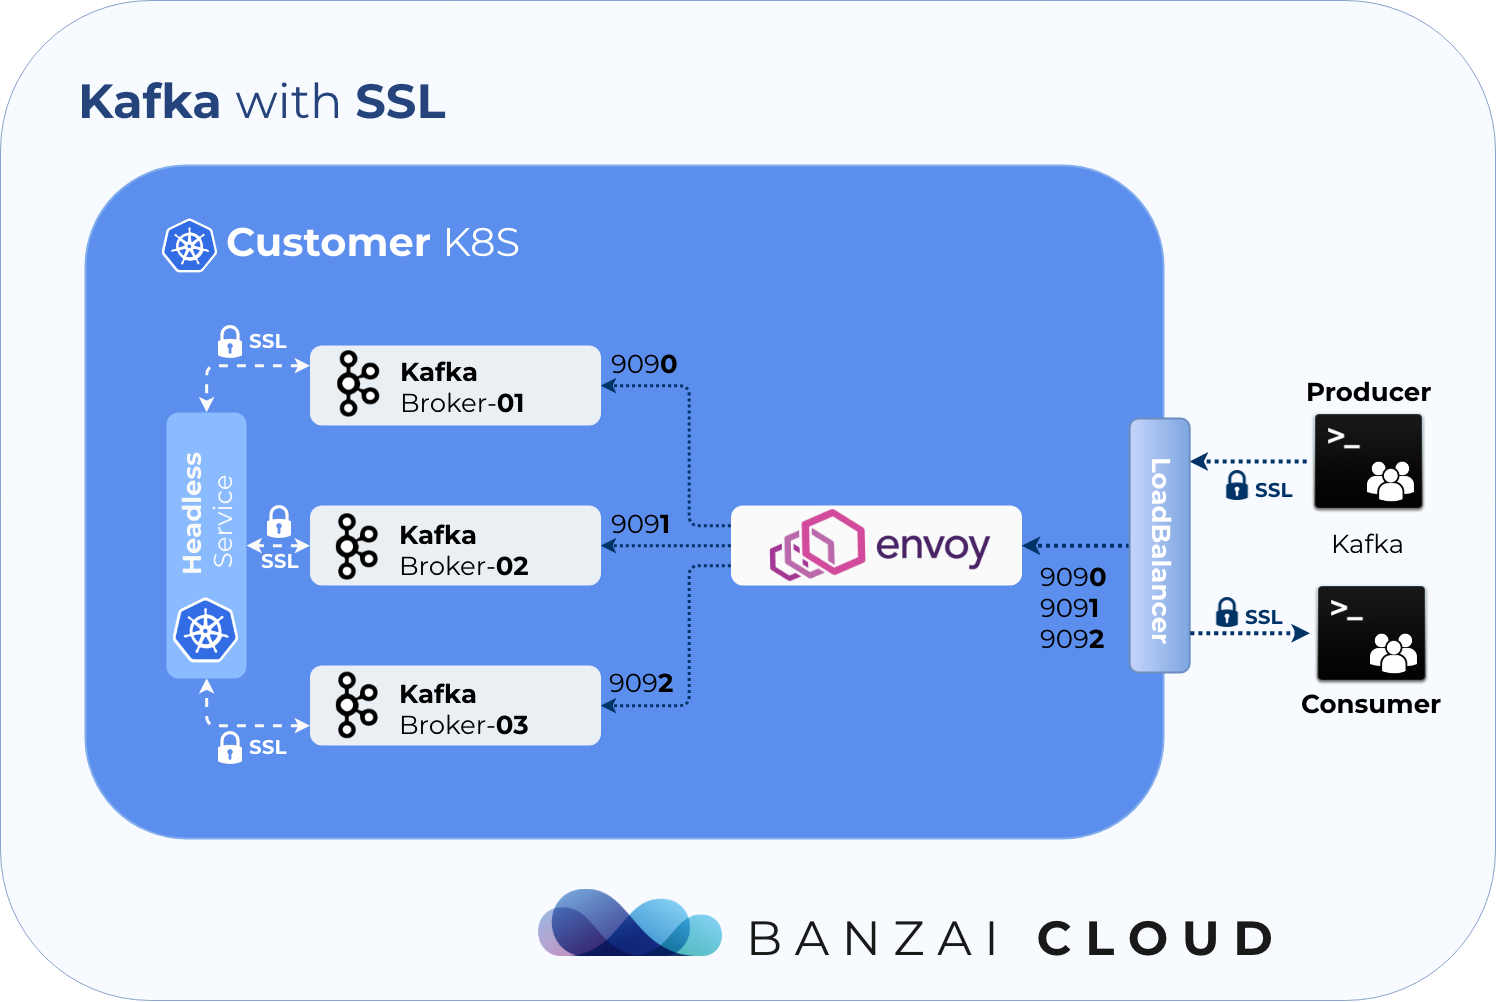 Kafka with SSL
Customer K8S
SSL
Kafka
Broker-01
9090
Headless
Service
SSL
Kafka
Broker-02
9091
envoy
SSL
Kafka
Broker-03
9092
9090
9091
9092
LoadBalancer
Producer
>_
SSL
Kafka
SSL
>_
Consumer
BANZAI CLOUD